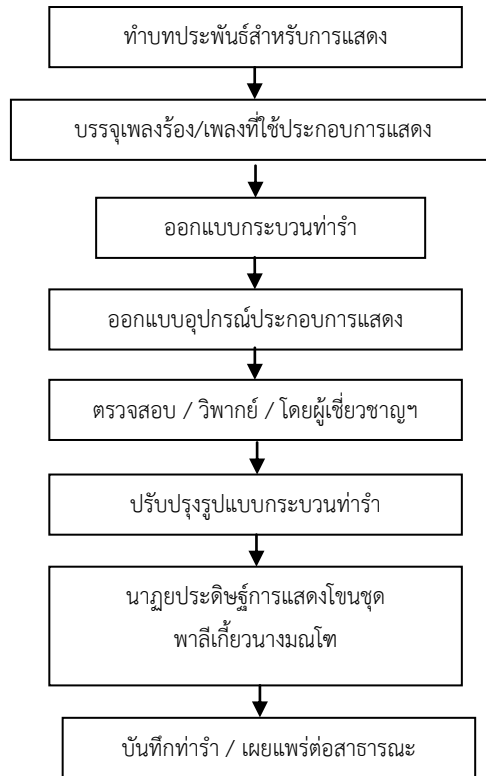 ทำบทประพันธ์สำหรับการแสดง
บรรจุเพลงร้อง/เพลงที่ใช้ประกอบการแสดง
ออกแบบกระบวนท่ารำ
ออกแบบอุปกรณ์ประกอบการแสดง
ตรวจสอบ / วิพากย์ / โดยผู้เชี่ยวชาญฯ
ปรับปรุงรูปแบบกระบวนท่ารำ
นาฏยประดิษฐ์การแสดงโขนชุด
พาลีเกี้ยวนางมณโฑ
บันทึกท่ารำ / เผยแพร่ต่อสาธารณะ